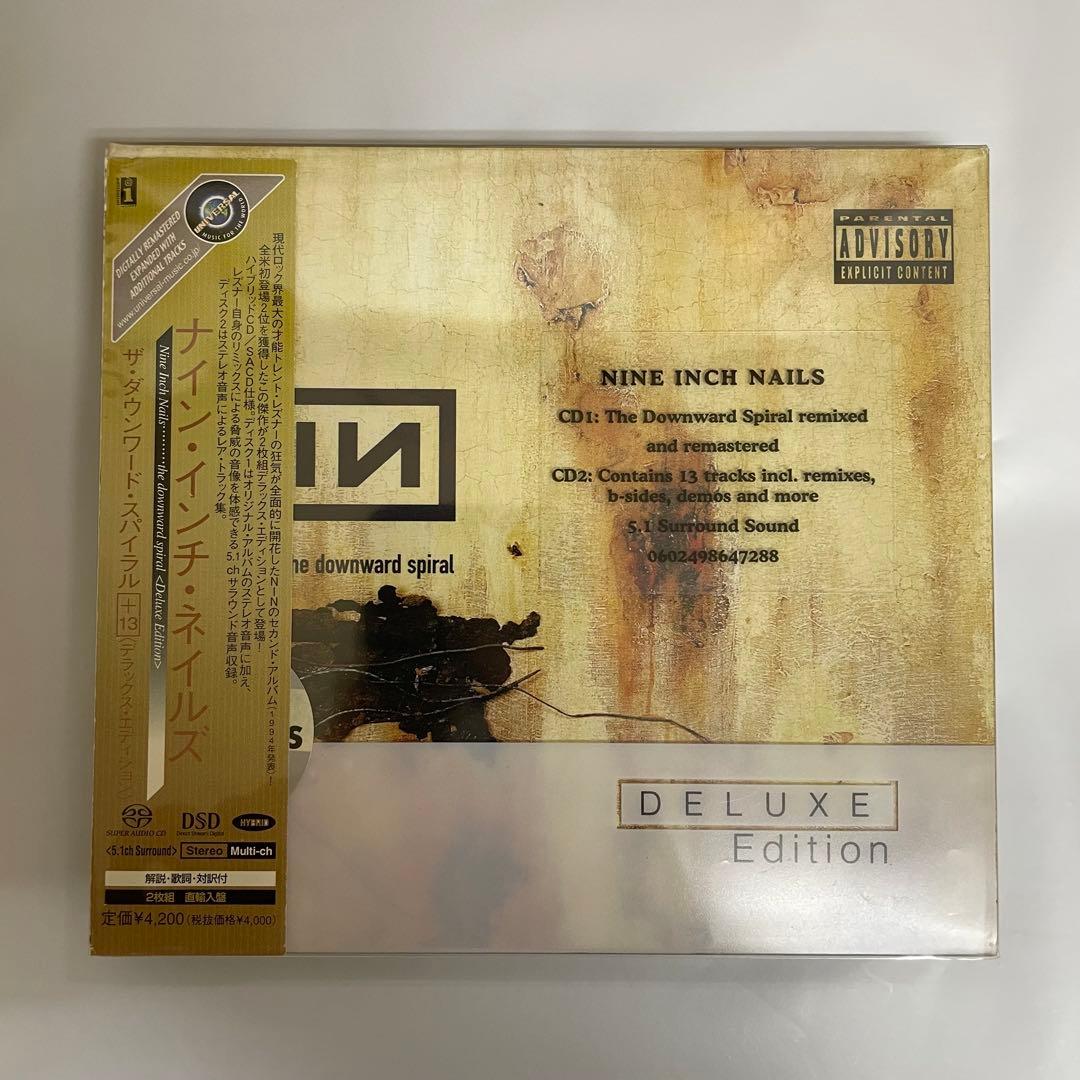 i
DIGITALLY REMASTERED
EXPANDED WITH
ADDITIONAL TRACKS
www.universal-music.co.jp
UNIVERSAL
MUSIC FOR THE WORLD
現代ロック界最大の才能トレント・レズナーの狂気が全面的に開花したNINのセカンド・アルバム(1994年発表)!
全米初登場2位を獲得したこの傑作が2枚組デラックス・エディションとして登場!
ハイブリッドCD/SACD仕様。ディスク1はオリジナル・アルバムのステレオ音声に加え、
レズナー自身のリミックスによる脅威の音像を体感できる5.1chサラウンド音声収録。
ディスク2はステレオ音声によるレア・トラック集。
ナイン・インチ・ネイルズ
Nine Inch Nails………the downward spiral <Deluxe Edition>
ザ・ダウンワード・スパイラル+13〈デラックス・エディション〉
SUPER AUDIO CD
DSD
Direct Stream Digital
HYBRID
<5.1ch Surround> Stereo Multi-ch
解説・歌詞・対訳付
2枚組 直輸入盤
定価¥4,200(税抜価格¥4,000)
IN
he downward spiral
s
PARENTAL
ADVISORY
EXPLICIT CONTENT
NINE INCH NAILS
CD1: The Downward Spiral remixed
and remastered
CD2: Contains 13 tracks incl. remixes,
b-sides, demos and more
5.1 Surround Sound
0602498647288
DELUXE
Edition